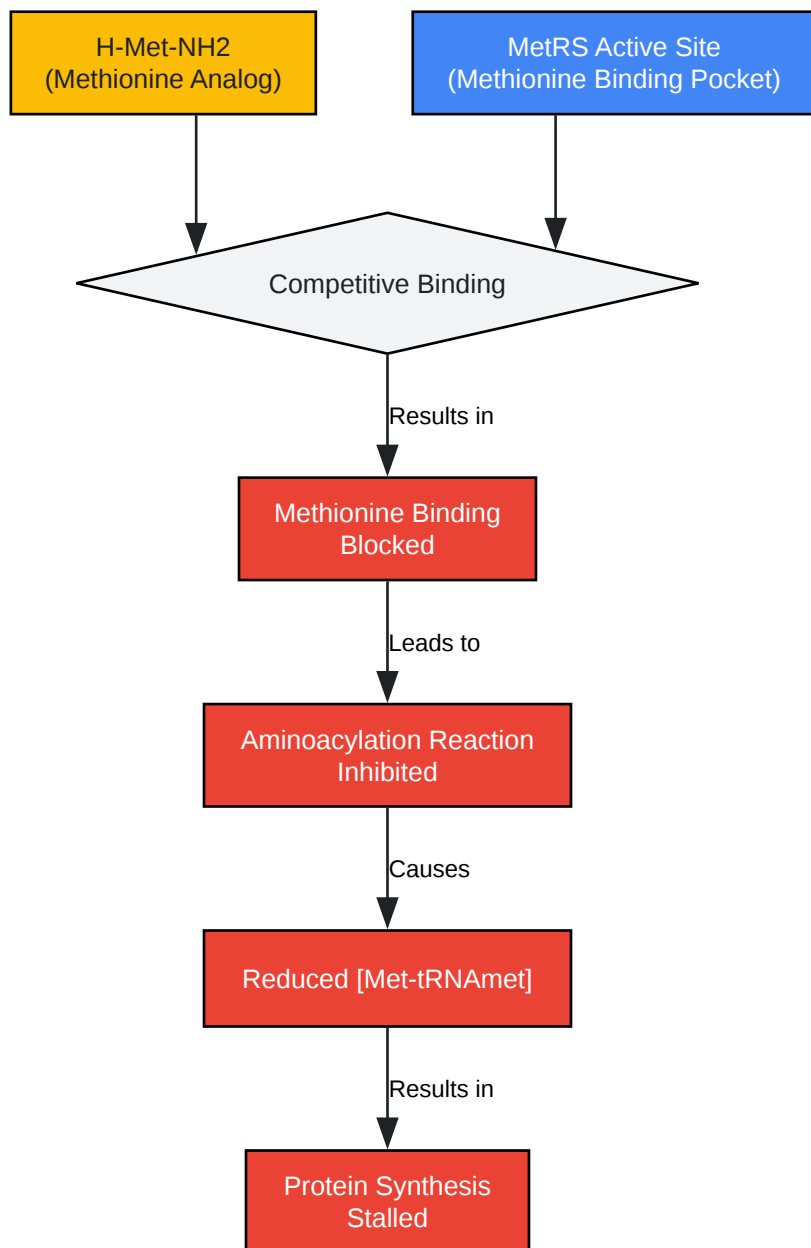 H-Met-NH2
(Methionine Analog)
MetRS Active Site
(Methionine Binding Pocket)
Competitive Binding
Results in
Methionine Binding
Blocked
Leads to
Aminoacylation Reaction
Inhibited
Causes
Reduced [Met-tRNAmet]
Results in
Protein Synthesis
Stalled